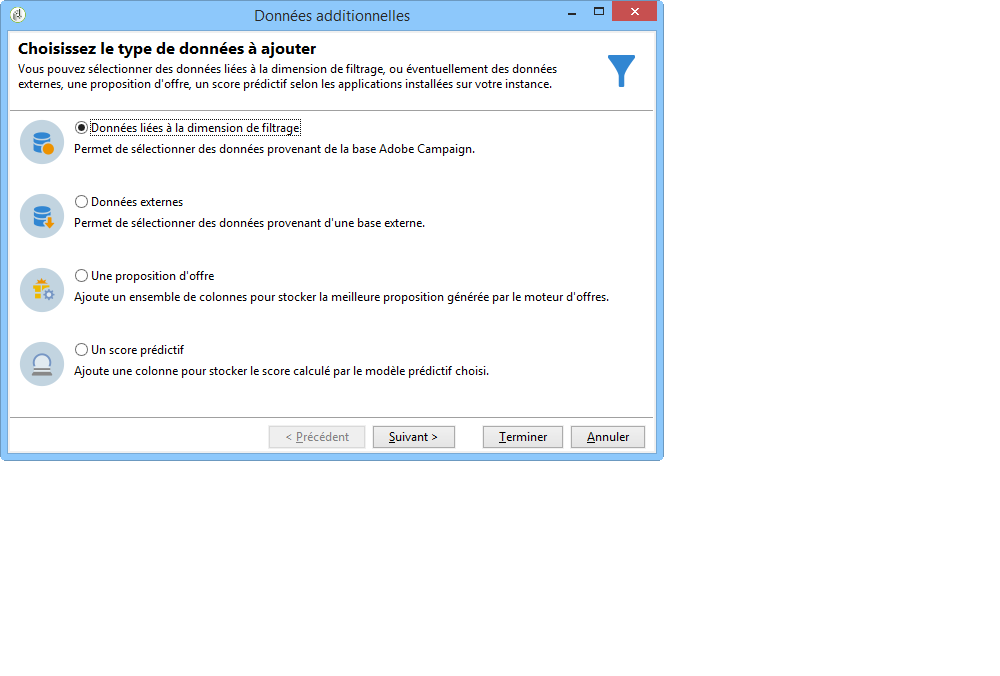 Données additionnelles
Choisissez le type de données à ajouter
Vous pouvez sélectionner des données liées à la dimension de filtrage, ou éventuellement des données
externes, une proposition d'offre, un score prédictif selon les applications installées sur votre instance.
Données liées à la dimension de filtrage
Permet de sélectionner des données provenant de la base Adobe Campaign.
Données externes
Permet de sélectionner des données provenant d'une base externe.
Une proposition d'offre
Ajoute un ensemble de colonnes pour stocker la meilleure proposition générée par le moteur d'offres.
Un score prédictif
Ajoute une colonne pour stocker le score calculé par le modèle prédictif choisi.
< Précédent Suivant > Terminer Annuler